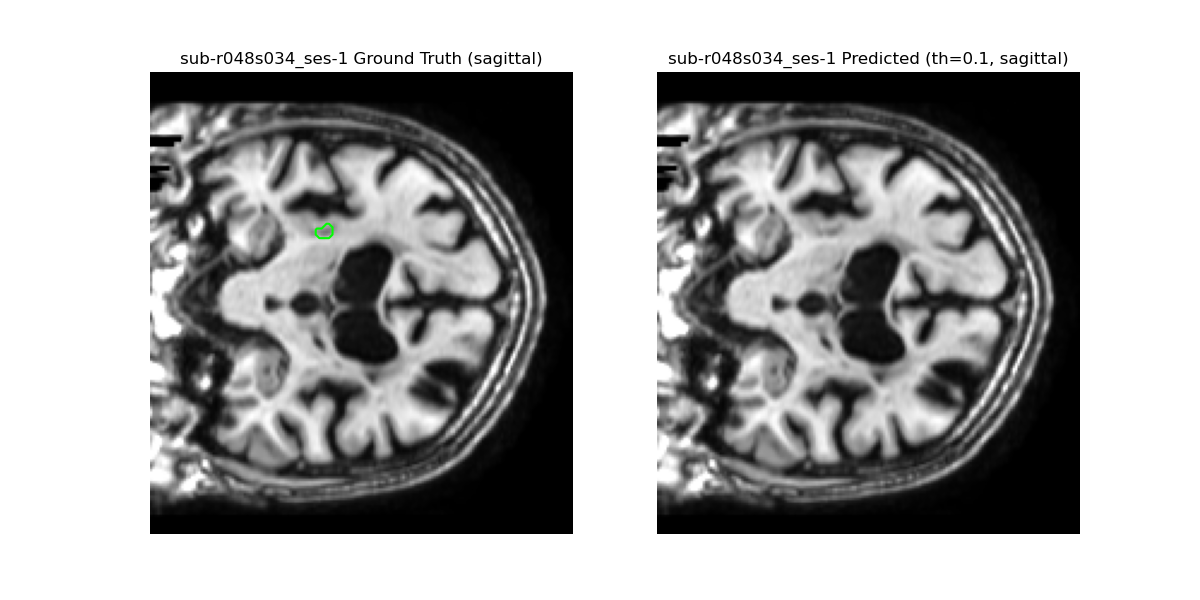 sub-r048s034_ses-1 Ground Truth (sagittal)
sub-r048s034_ses-1 Predicted (th=0.1, sagittal)